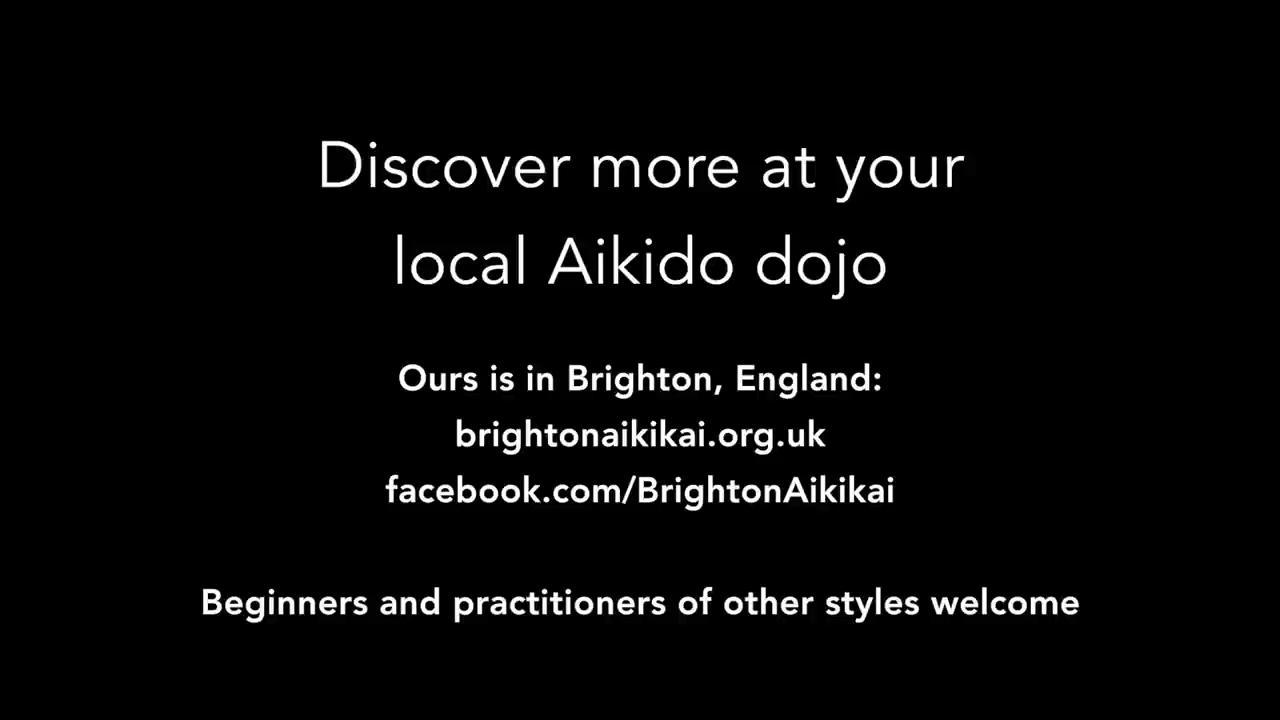 Discover more at your
local Aikido dojo
Ours is in Brighton, England:
brightonaikikai.org.uk
facebook.com/BrightonAikikai
Beginners and practitioners of other styles welcome